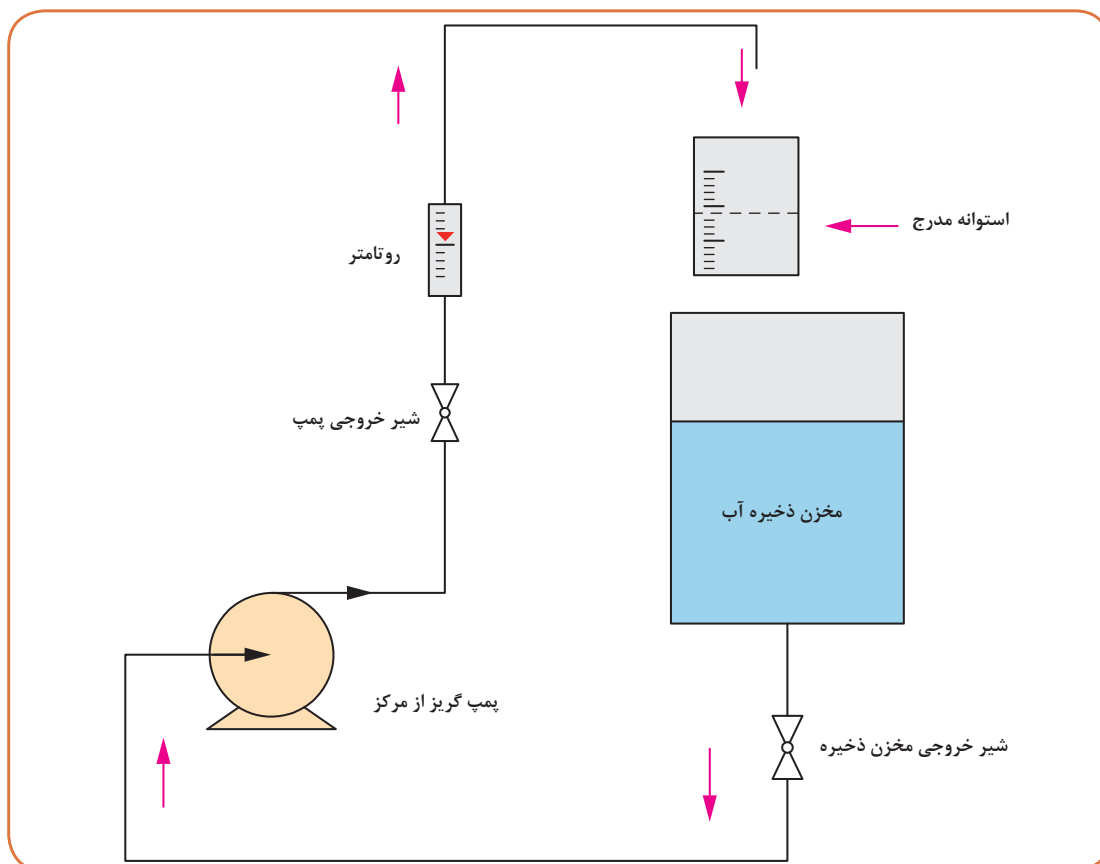 استوانه مدرج
روتامتر
شیر خروجی پمپ
مخزن ذخیره آب
پمپ گریز از مرکز
شیر خروجی مخزن ذخیره